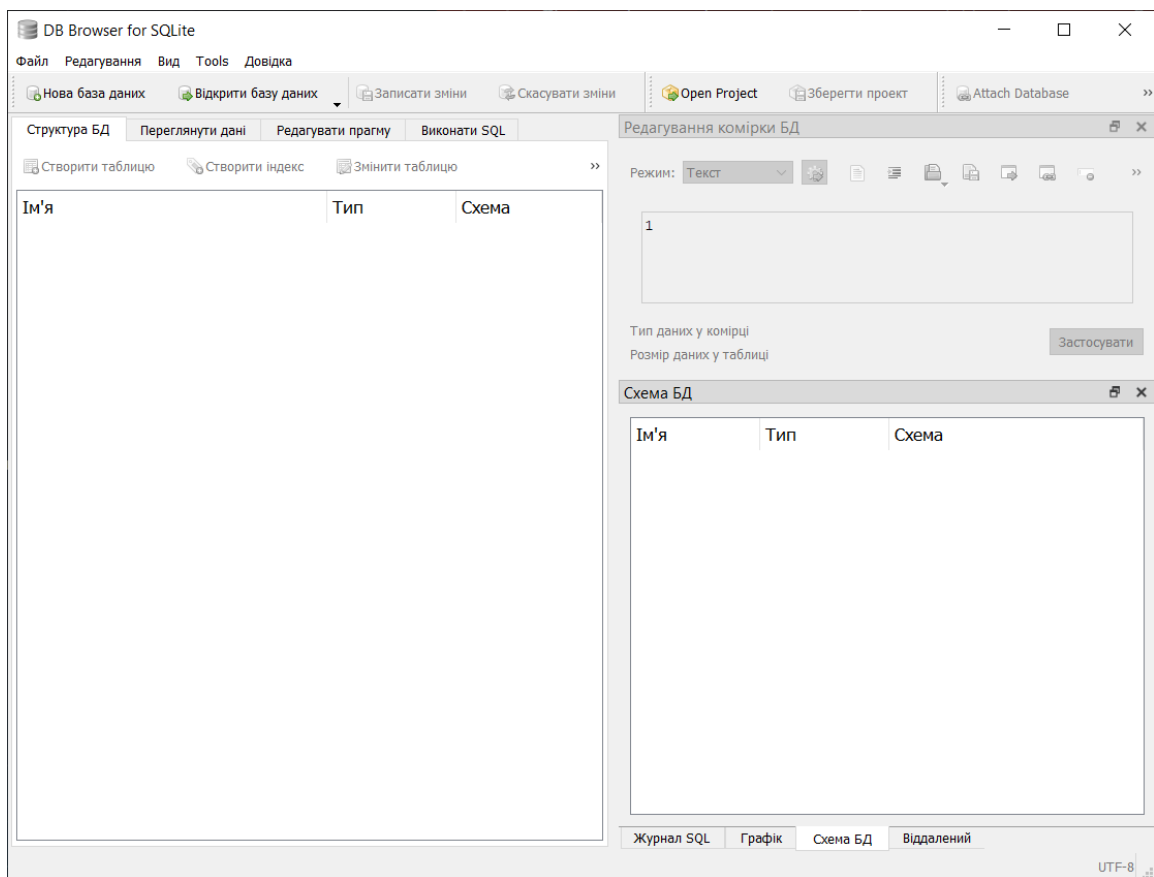 DB Browser for SQLite
Файл Редагування Вид Tools Довідка
Нова база даних Відкрити базу даних Записати зміни Скасувати зміни Open Project Зберегти проект Attach Database »
Структура БД Переглянути дані Редагувати прагму Виконати SQL
Створити таблицю Створити індекс Змінити таблицю »
Ім'я Тип Схема
Редагування комірки БД
Режим: Текст »
1
Тип даних у комірці
Розмір даних у таблиці
Застосувати
Схема БД
Ім'я Тип Схема
Журнал SQL Графік Схема БД Віддалений
UTF-8